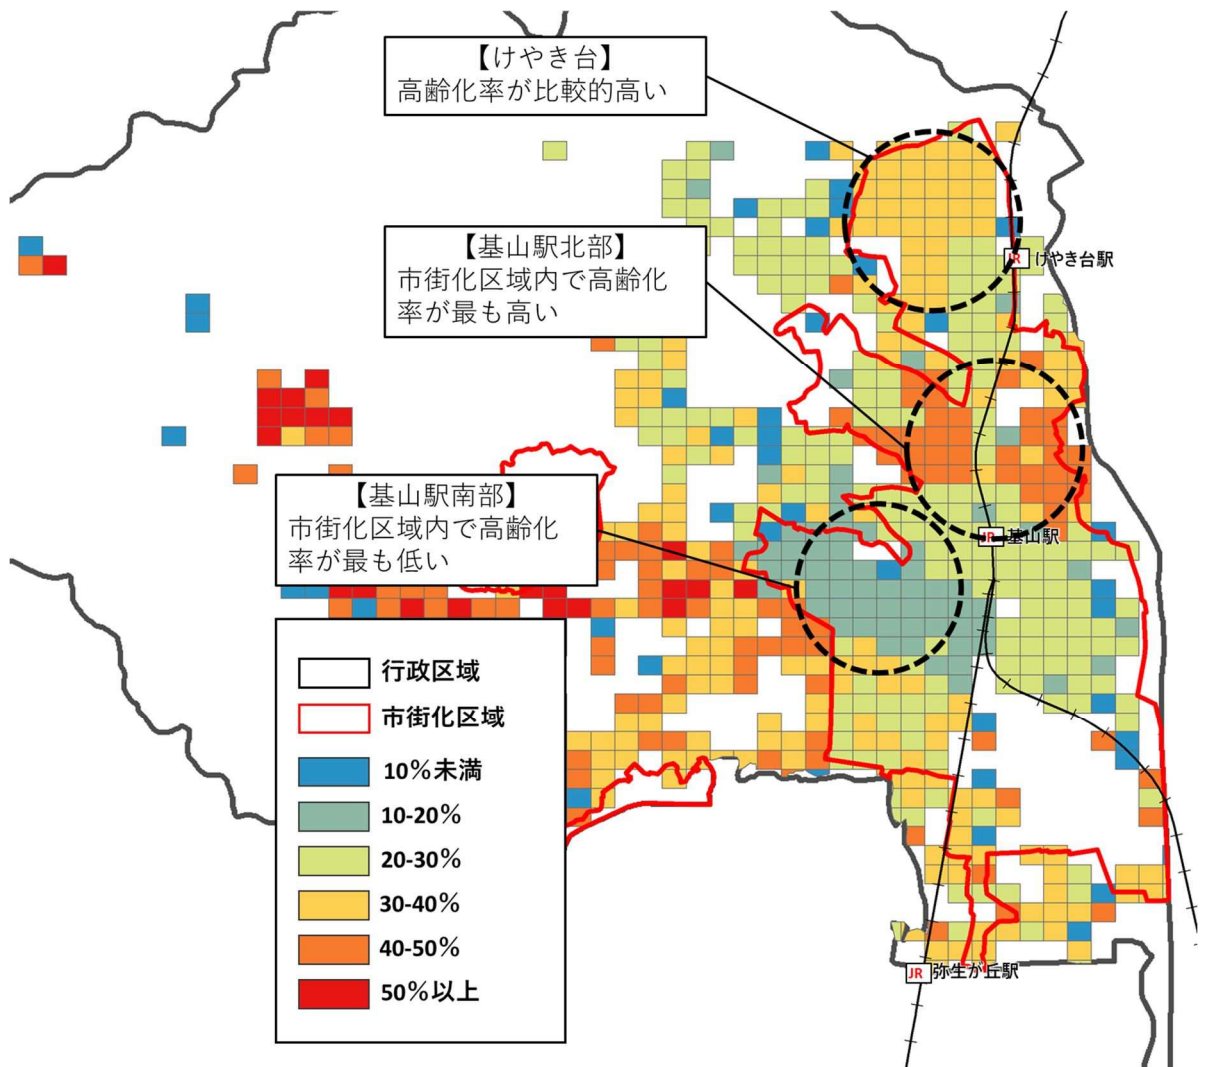 【けやき台】
高齢化率が比較的高い
【基山駅北部】
市街化区域内で高齢化
率が最も高い
JR けやき台駅
【基山駅南部】
市街化区域内で高齢化
率が最も低い
JR 基山駅
行政区域
市街化区域
10%未満
10-20%
20-30%
30-40%
40-50%
50%以上
JR 弥生が丘駅